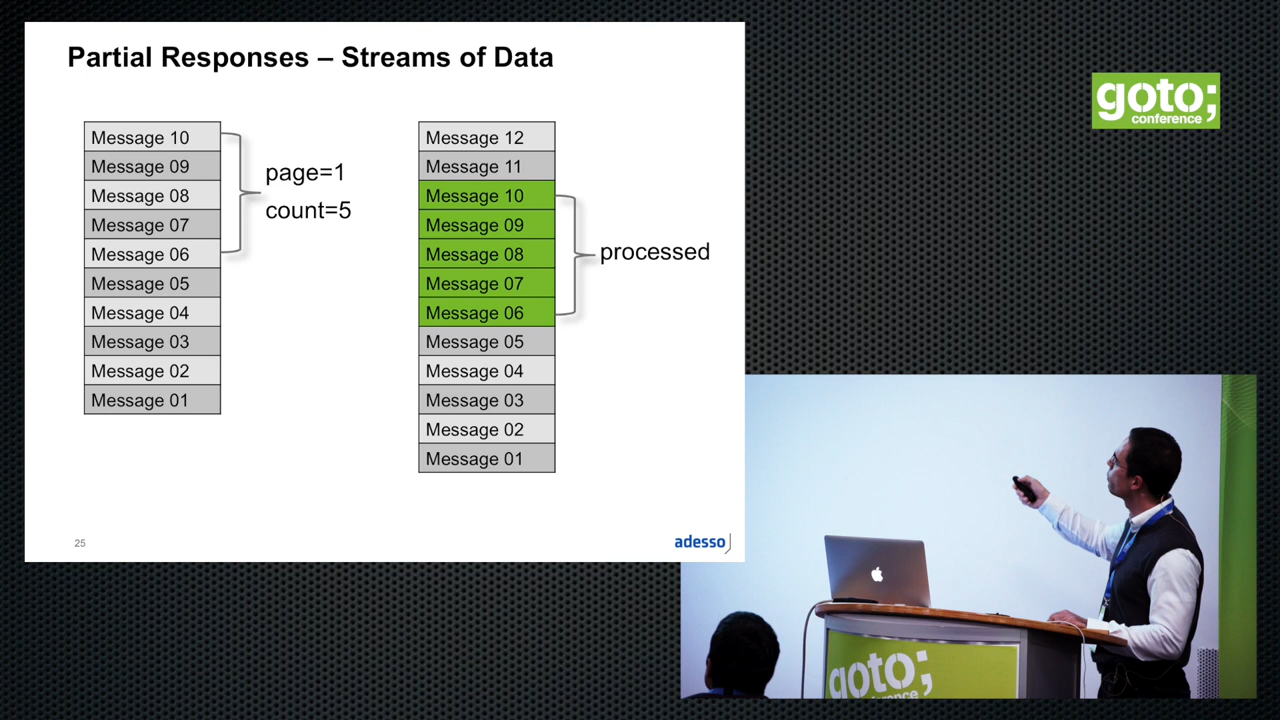 Partial Responses – Streams of Data
Message 10
Message 09
Message 08
Message 07
Message 06
Message 05
Message 04
Message 03
Message 02
Message 01
page=1
count=5
Message 12
Message 11
Message 10
Message 09
Message 08
Message 07
Message 06
Message 05
Message 04
Message 03
Message 02
Message 01
processed
25
adesso
goto;
conference
goto;
conference